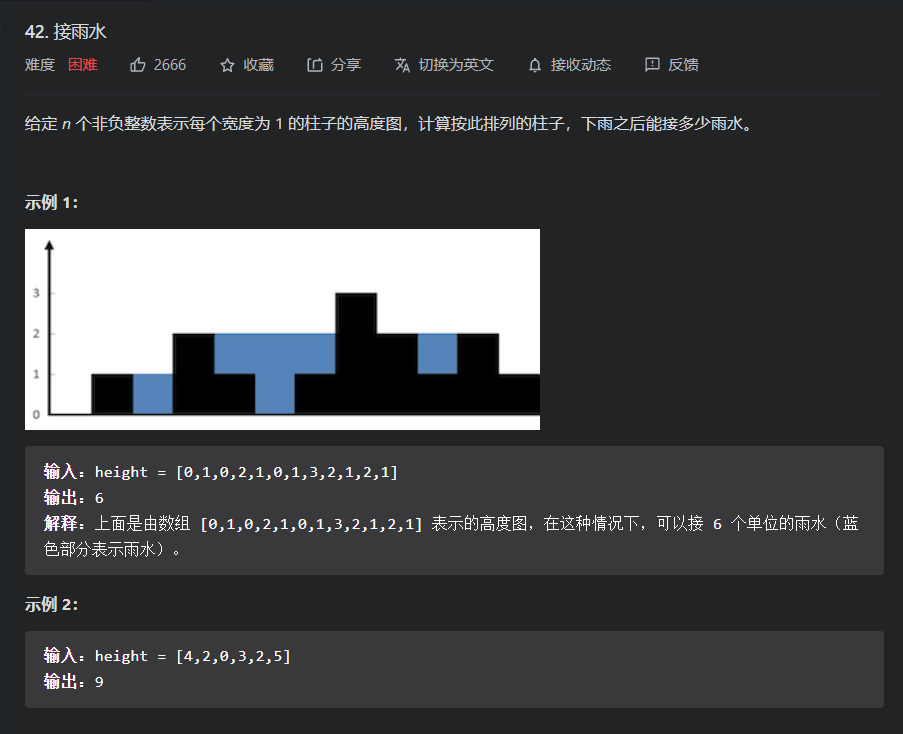 42. 接雨水
难度 困难 2666 收藏 分享 切换为英文 接收动态 反馈
给定 n 个非负整数表示每个宽度为 1 的柱子的高度图，计算按此排列的柱子，下雨之后能接多少雨水。
示例 1：
3
2
1
0
输入：height = [0,1,0,2,1,0,1,3,2,1,2,1]
输出：6
解释：上面是由数组 [0,1,0,2,1,0,1,3,2,1,2,1] 表示的高度图，在这种情况下，可以接 6 个单位的雨水（蓝
色部分表示雨水）。
示例 2：
输入：height = [4,2,0,3,2,5]
输出：9